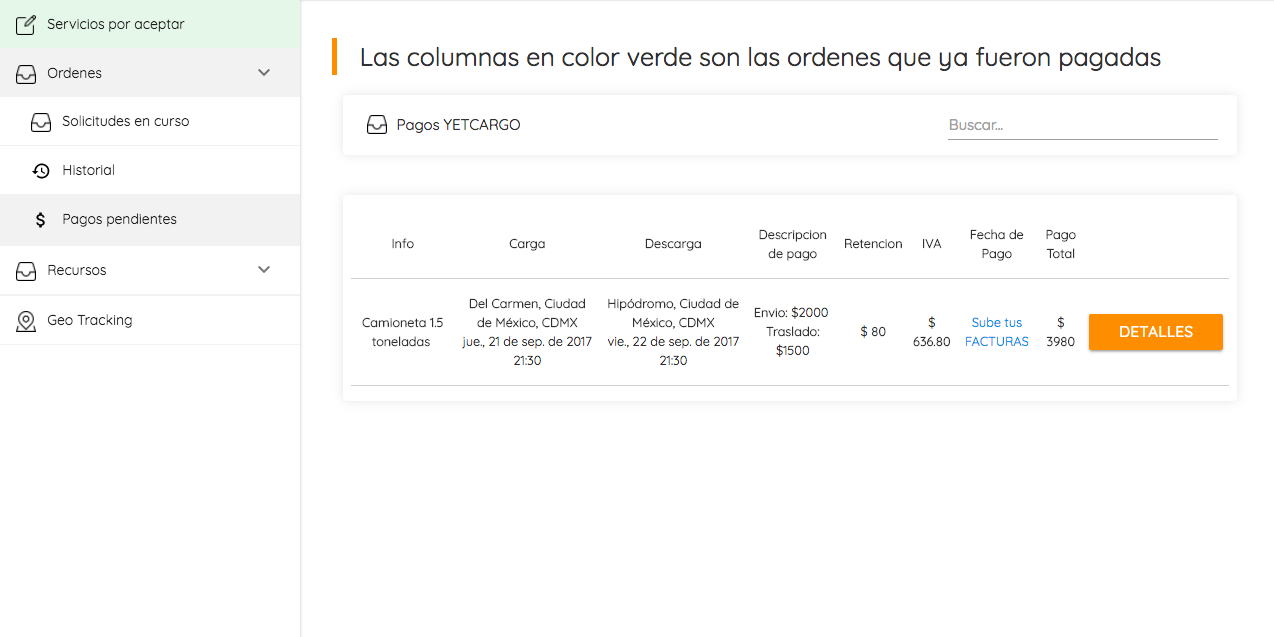 Servicios por aceptar
Ordenes
Solicitudes en curso
Historial
Pagos pendientes
Recursos
Geo Tracking
Las columnas en color verde son las ordenes que ya fueron pagadas
Pagos YETCARGO
Buscar...
Info
Carga
Descarga
Descripcion
de pago
Retencion
IVA
Fecha de
Pago
Pago
Total
Camioneta 1.5
toneladas
Del Carmen, Ciudad
de México, CDMX
jue., 21 de sep. de 2017
21:30
Hipódromo, Ciudad de
México, CDMX
vie., 22 de sep. de 2017
21:30
Envio: $2000
Traslado:
$1500
$ 80
$
636.80
Sube tus
FACTURAS
$
3980
DETALLES